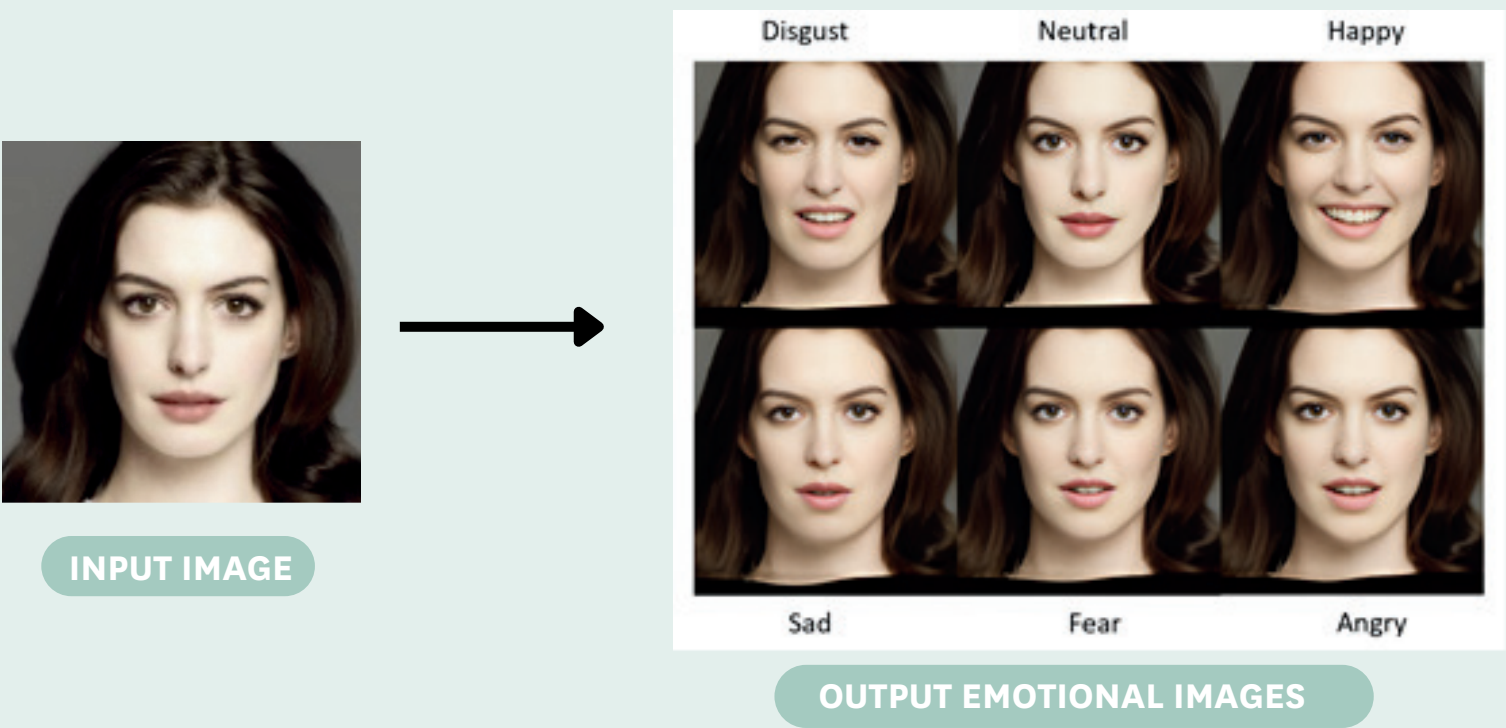 Disgust Neutral Happy
INPUT IMAGE
Sad Fear Angry
OUTPUT EMOTIONAL IMAGES